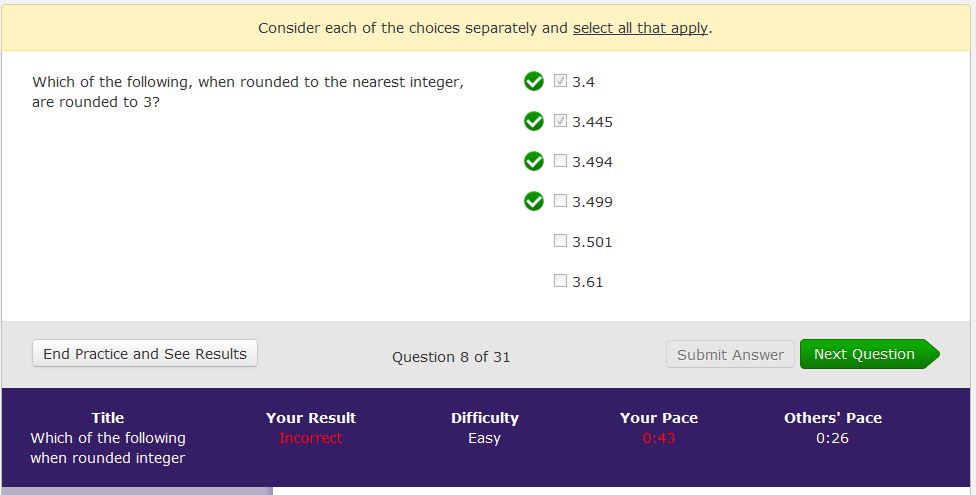 Consider each of the choices separately and select all that apply.
Which of the following, when rounded to the nearest integer,
are rounded to 3?
3.4
3.445
3.494
3.499
3.501
3.61
End Practice and See Results
Question 8 of 31
Submit Answer
Next Question
Title
Your Result
Difficulty
Your Pace
Others' Pace
Which of the following
when rounded integer
Incorrect
Easy
0:43
0:26